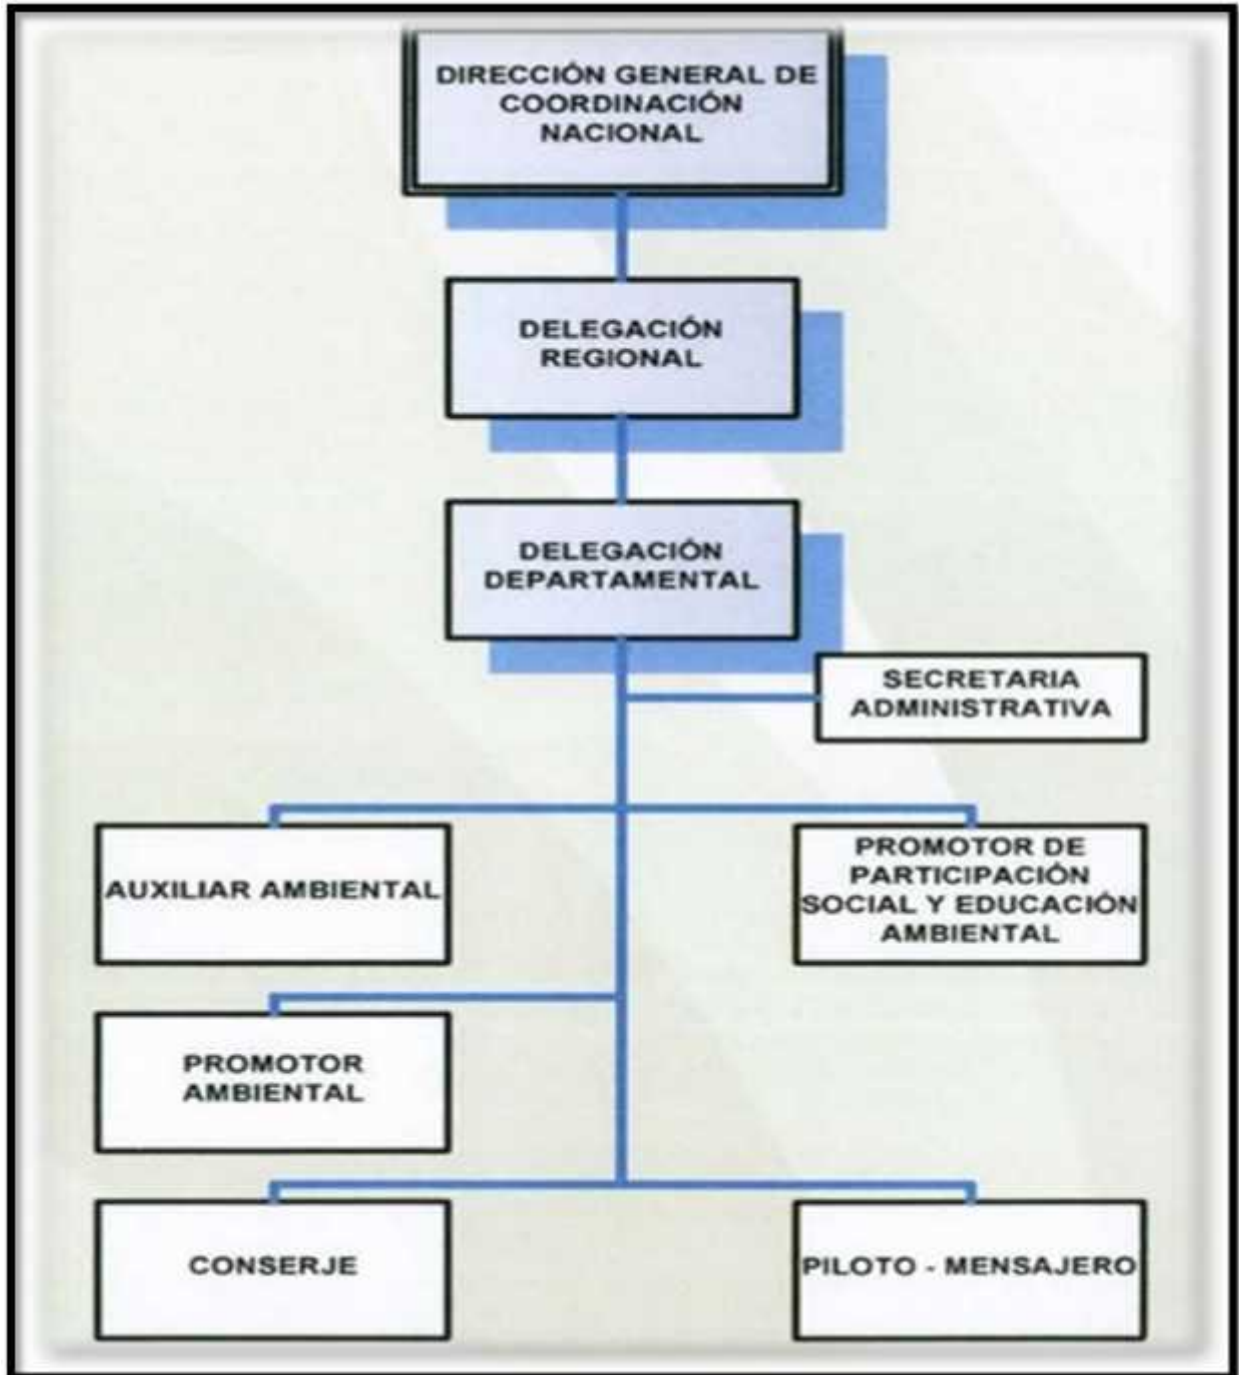 DIRECCIÓN GENERAL DE
COORDINACIÓN
NACIONAL
DELEGACIÓN
REGIONAL
DELEGACIÓN
DEPARTAMENTAL
SECRETARIA
ADMINISTRATIVA
AUXILIAR AMBIENTAL
PROMOTOR DE
PARTICIPACIÓN
SOCIAL Y EDUCACIÓN
AMBIENTAL
PROMOTOR
AMBIENTAL
CONSERJE
PILOTO - MENSAJERO